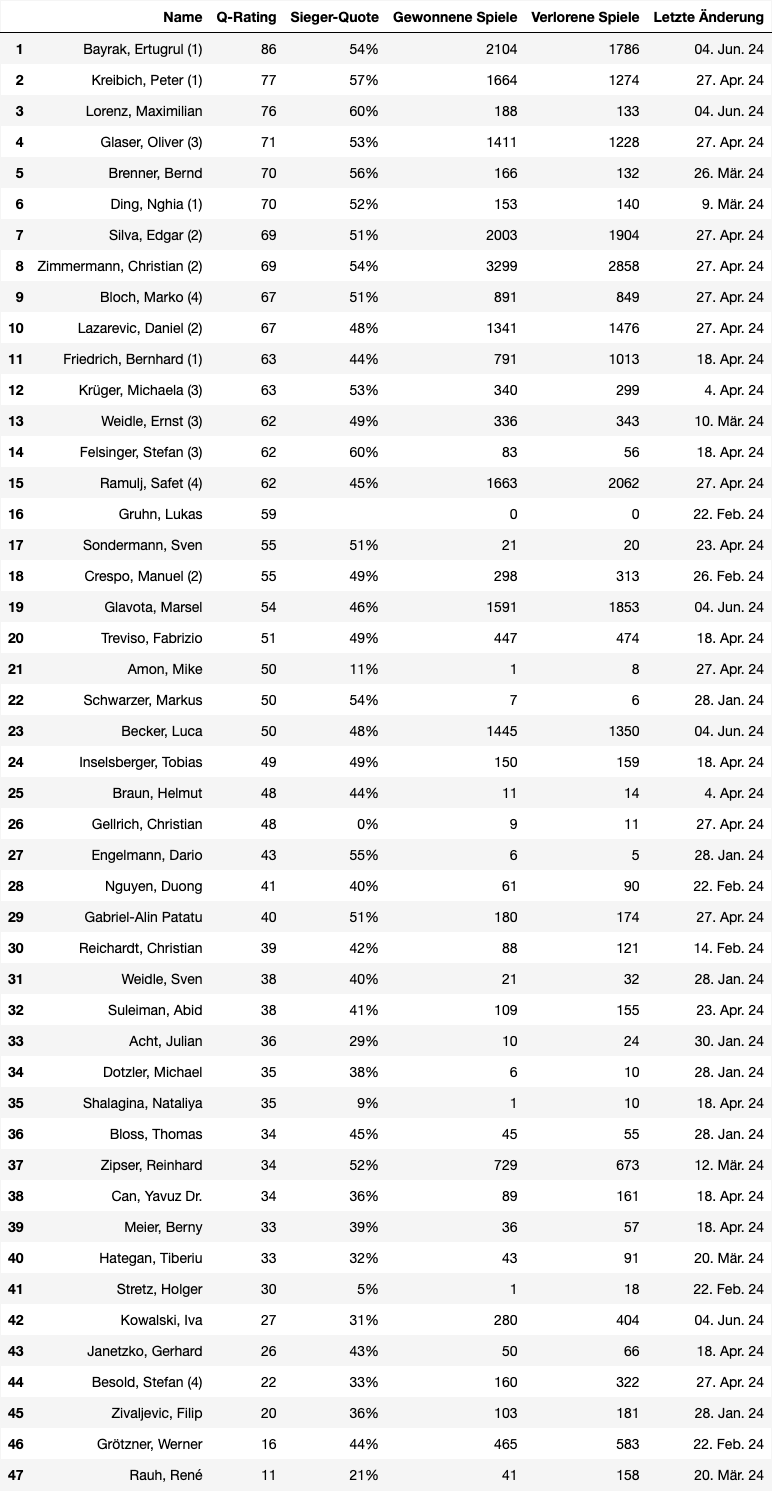 Name Q-Rating Sieger-Quote Gewonnene Spiele Verlorene Spiele Letzte Änderung
1 Bayrak, Ertugrul (1) 86 54% 2104 1786 04. Jun. 24
2 Kreibich, Peter (1) 77 57% 1664 1274 27. Apr. 24
3 Lorenz, Maximilian 76 60% 188 133 04. Jun. 24
4 Glaser, Oliver (3) 71 53% 1411 1228 27. Apr. 24
5 Brenner, Bernd 70 56% 166 132 26. Mär. 24
6 Ding, Nghia (1) 70 52% 153 140 9. Mär. 24
7 Silva, Edgar (2) 69 51% 2003 1904 27. Apr. 24
8 Zimmermann, Christian (2) 69 54% 3299 2858 27. Apr. 24
9 Bloch, Marko (4) 67 51% 891 849 27. Apr. 24
10 Lazarevic, Daniel (2) 67 48% 1341 1476 27. Apr. 24
11 Friedrich, Bernhard (1) 63 44% 791 1013 18. Apr. 24
12 Krüger, Michaela (3) 63 53% 340 299 4. Apr. 24
13 Weidle, Ernst (3) 62 49% 336 343 10. Mär. 24
14 Felsinger, Stefan (3) 62 60% 83 56 18. Apr. 24
15 Ramulj, Safet (4) 62 45% 1663 2062 27. Apr. 24
16 Gruhn, Lukas 59 0 0 22. Feb. 24
17 Sondermann, Sven 55 51% 21 20 23. Apr. 24
18 Crespo, Manuel (2) 55 49% 298 313 26. Feb. 24
19 Glavota, Marsel 54 46% 1591 1853 04. Jun. 24
20 Treviso, Fabrizio 51 49% 447 474 18. Apr. 24
21 Amon, Mike 50 11% 1 8 27. Apr. 24
22 Schwarzer, Markus 50 54% 7 6 28. Jan. 24
23 Becker, Luca 50 48% 1445 1350 04. Jun. 24
24 Inselsberger, Tobias 49 49% 150 159 18. Apr. 24
25 Braun, Helmut 48 44% 11 14 4. Apr. 24
26 Gellrich, Christian 48 0% 9 11 27. Apr. 24
27 Engelmann, Dario 43 55% 6 5 28. Jan. 24
28 Nguyen, Duong 41 40% 61 90 22. Feb. 24
29 Gabriel-Alin Patatu 40 51% 180 174 27. Apr. 24
30 Reichardt, Christian 39 42% 88 121 14. Feb. 24
31 Weidle, Sven 38 40% 21 32 28. Jan. 24
32 Suleiman, Abid 38 41% 109 155 23. Apr. 24
33 Acht, Julian 36 29% 10 24 30. Jan. 24
34 Dotzler, Michael 35 38% 6 10 28. Jan. 24
35 Shalagina, Nataliya 35 9% 1 10 18. Apr. 24
36 Bloss, Thomas 34 45% 45 55 28. Jan. 24
37 Zipser, Reinhard 34 52% 729 673 12. Mär. 24
38 Can, Yavuz Dr. 34 36% 89 161 18. Apr. 24
39 Meier, Berny 33 39% 36 57 18. Apr. 24
40 Hategan, Tiberiu 33 32% 43 91 20. Mär. 24
41 Stretz, Holger 30 5% 1 18 22. Feb. 24
42 Kowalski, Iva 27 31% 280 404 04. Jun. 24
43 Janetzko, Gerhard 26 43% 50 66 18. Apr. 24
44 Besold, Stefan (4) 22 33% 160 322 27. Apr. 24
45 Zivaljevic, Filip 20 36% 103 181 28. Jan. 24
46 Grötzner, Werner 16 44% 465 583 22. Feb. 24
47 Rauh, René 11 21% 41 158 20. Mär. 24